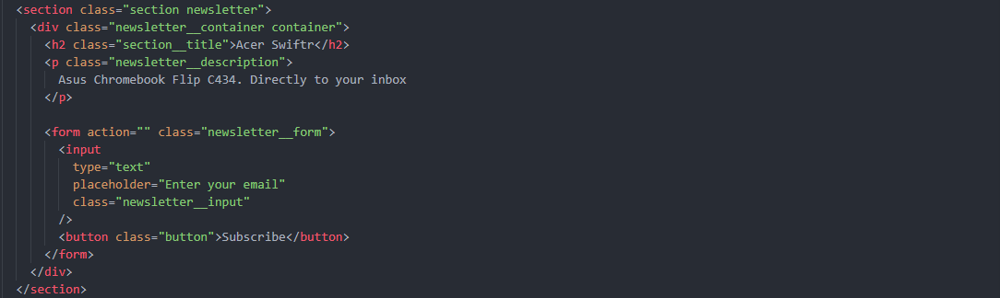 <section class="section newsletter">
<div class="newsletter__container container">
<h2 class="section__title">Acer Swiftr</h2>
<p class="newsletter__description">
Asus Chromebook Flip C434. Directly to your inbox
</p>
<form action="" class="newsletter__form">
<input
type="text"
placeholder="Enter your email"
class="newsletter__input"
/>
<button class="button">Subscribe</button>
</form>
</div>
</section>